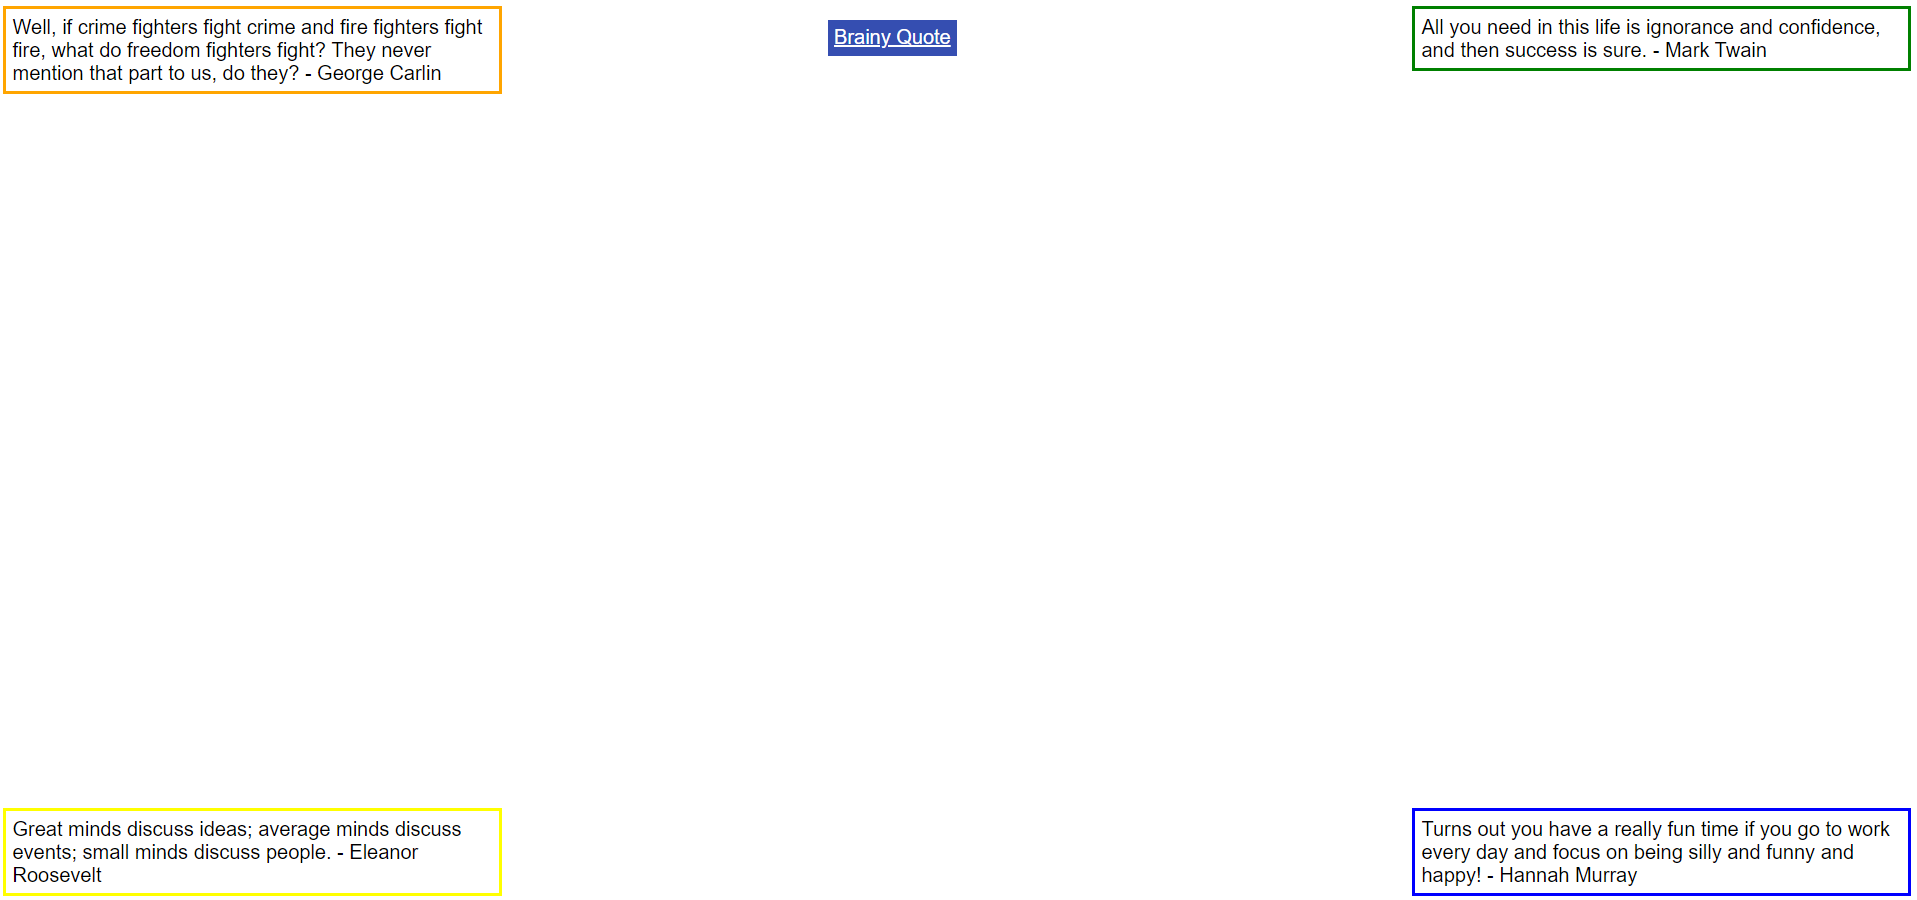 Well, if crime fighters fight crime and fire fighters fight
fire, what do freedom fighters fight? They never
mention that part to us, do they? - George Carlin
Brainy Quote
All you need in this life is ignorance and confidence,
and then success is sure. - Mark Twain
Great minds discuss ideas; average minds discuss
events; small minds discuss people. - Eleanor
Roosevelt
Turns out you have a really fun time if you go to work
every day and focus on being silly and funny and
happy! - Hannah Murray